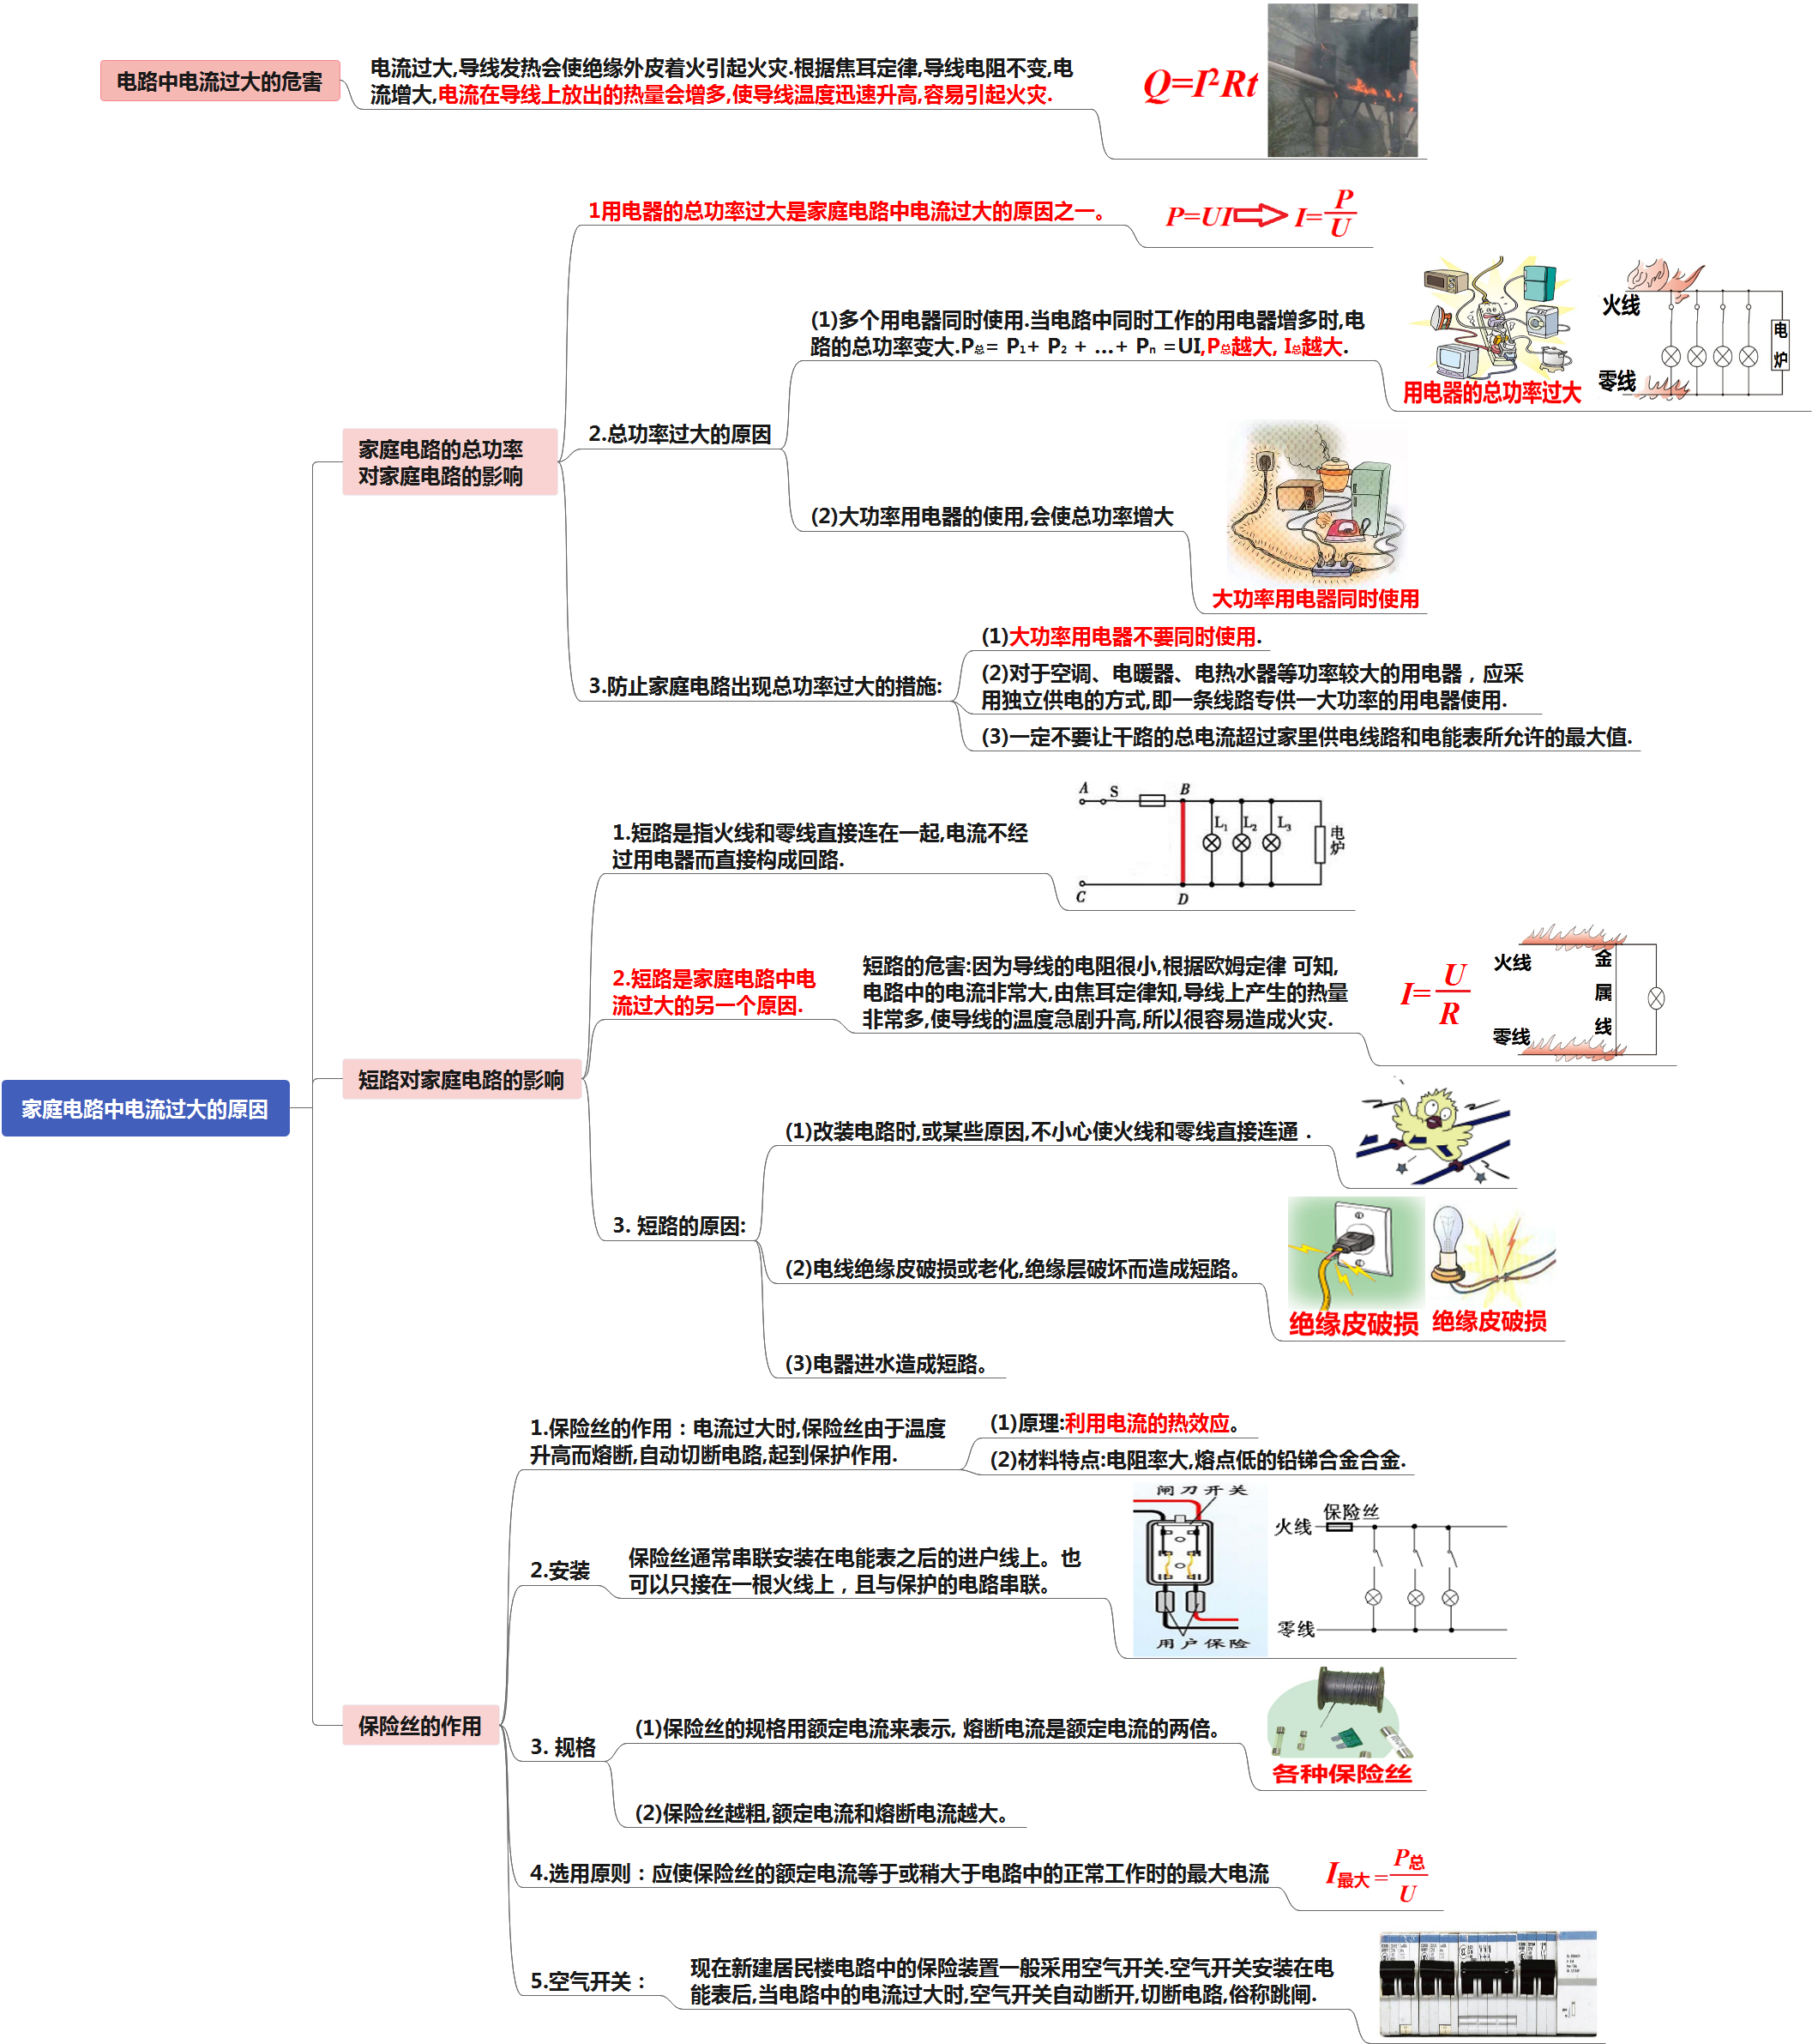 电路中电流过大的危害
电流过大,导线发热会使绝缘外皮着火引起火灾.根据焦耳定律,导线电阻不变,电
流增大,电流在导线上放出的热量会增多,使导线温度迅速升高,容易引起火灾.
Q=I²Rt
家庭电路中电流过大的原因
家庭电路的总功率
对家庭电路的影响
1用电器的总功率过大是家庭电路中电流过大的原因之一。
P=UI⇨I=P/U
2.总功率过大的原因
(1)多个用电器同时使用.当电路中同时工作的用电器增多时,电
路的总功率变大.P总= P₁+ P₂ + ...+ Pn =UI,P总越大, I总越大.
用电器的总功率过大
火线
零线
电
炉
(2)大功率用电器的使用,会使总功率增大
大功率用电器同时使用
3.防止家庭电路出现总功率过大的措施:
(1)大功率用电器不要同时使用.
(2)对于空调、电暖器、电热水器等功率较大的用电器，应采
用独立供电的方式,即一条线路专供一大功率的用电器使用.
(3)一定不要让干路的总电流超过家里供电线路和电能表所允许的最大值.
短路对家庭电路的影响
1.短路是指火线和零线直接连在一起,电流不经
过用电器而直接构成回路.
A S B
L₁ L₂ L₃
电
炉
C D
2.短路是家庭电路中电
流过大的另一个原因.
短路的危害:因为导线的电阻很小,根据欧姆定律 可知,
电路中的电流非常大,由焦耳定律知,导线上产生的热量
非常多,使导线的温度急剧升高,所以很容易造成火灾.
I=U/R
火线
零线
金
属
线
3. 短路的原因:
(1)改装电路时,或某些原因,不小心使火线和零线直接连通．
(2)电线绝缘皮破损或老化,绝缘层破坏而造成短路。
绝缘皮破损
绝缘皮破损
(3)电器进水造成短路。
保险丝的作用
1.保险丝的作用：电流过大时,保险丝由于温度
升高而熔断,自动切断电路,起到保护作用.
(1)原理:利用电流的热效应。
(2)材料特点:电阻率大,熔点低的铅锑合金合金.
2.安装
保险丝通常串联安装在电能表之后的进户线上。也
可以只接在一根火线上，且与保护的电路串联。
闸刀开关
用户保险
保险丝
火线
零线
3. 规格
(1)保险丝的规格用额定电流来表示, 熔断电流是额定电流的两倍。
各种保险丝
(2)保险丝越粗,额定电流和熔断电流越大。
4.选用原则：应使保险丝的额定电流等于或稍大于电路中的正常工作时的最大电流
I最大=P总/U
5.空气开关：
现在新建居民楼电路中的保险装置一般采用空气开关.空气开关安装在电
能表后,当电路中的电流过大时,空气开关自动断开,切断电路,俗称跳闸.